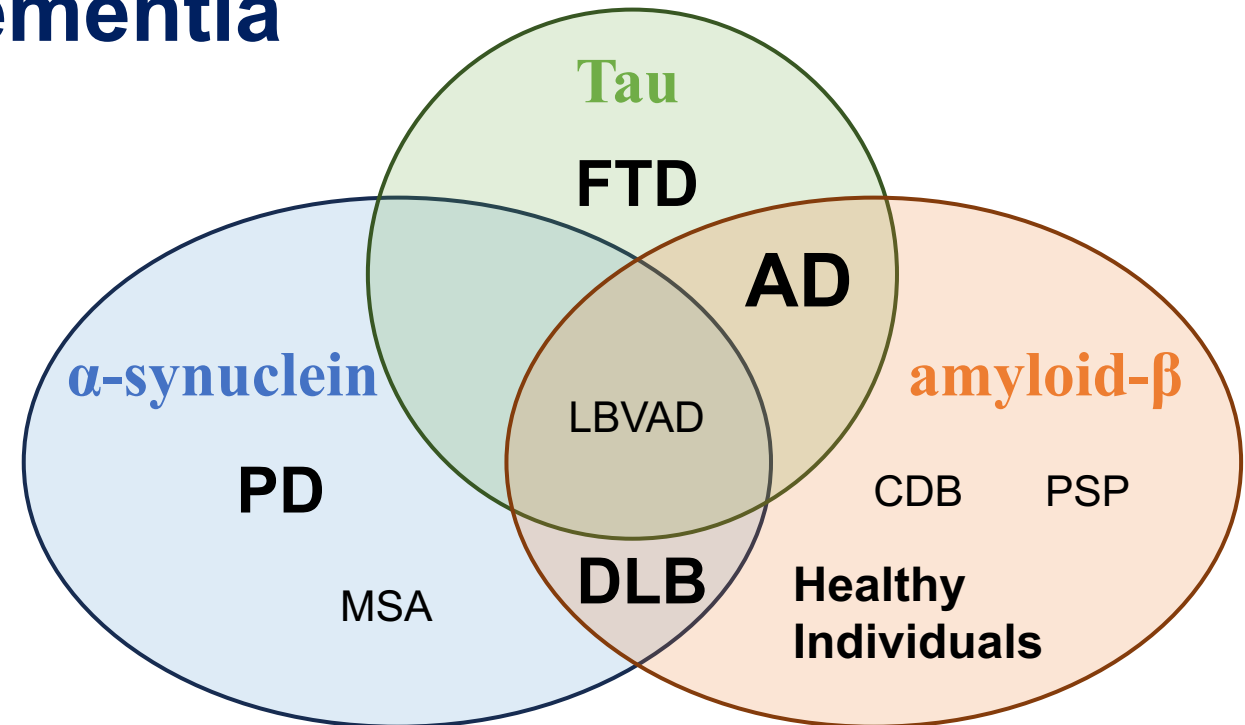 ementia
Tau
FTD
AD
α-synuclein
amyloid-β
LBVAD
PD
CDB PSP
DLB
Healthy
Individuals
MSA